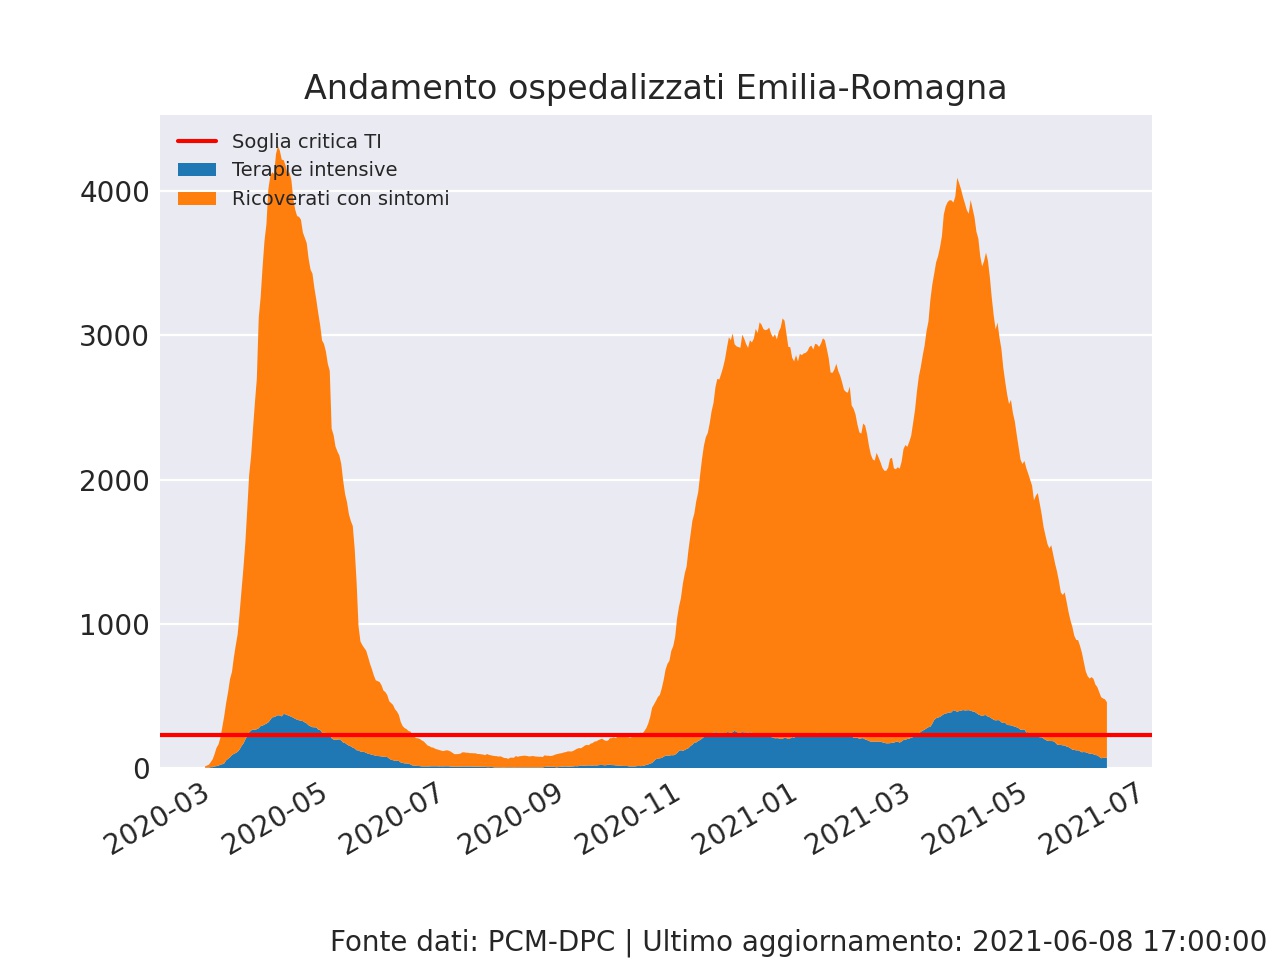 Andamento ospedalizzati Emilia-Romagna
Soglia critica TI
Terapie intensive
Ricoverati con sintomi
4000
3000
2000
1000
0
2020-03
2020-05
2020-07
2020-09
2020-11
2021-01
2021-03
2021-05
2021-07
Fonte dati: PCM-DPC | Ultimo aggiornamento: 2021-06-08 17:00:00